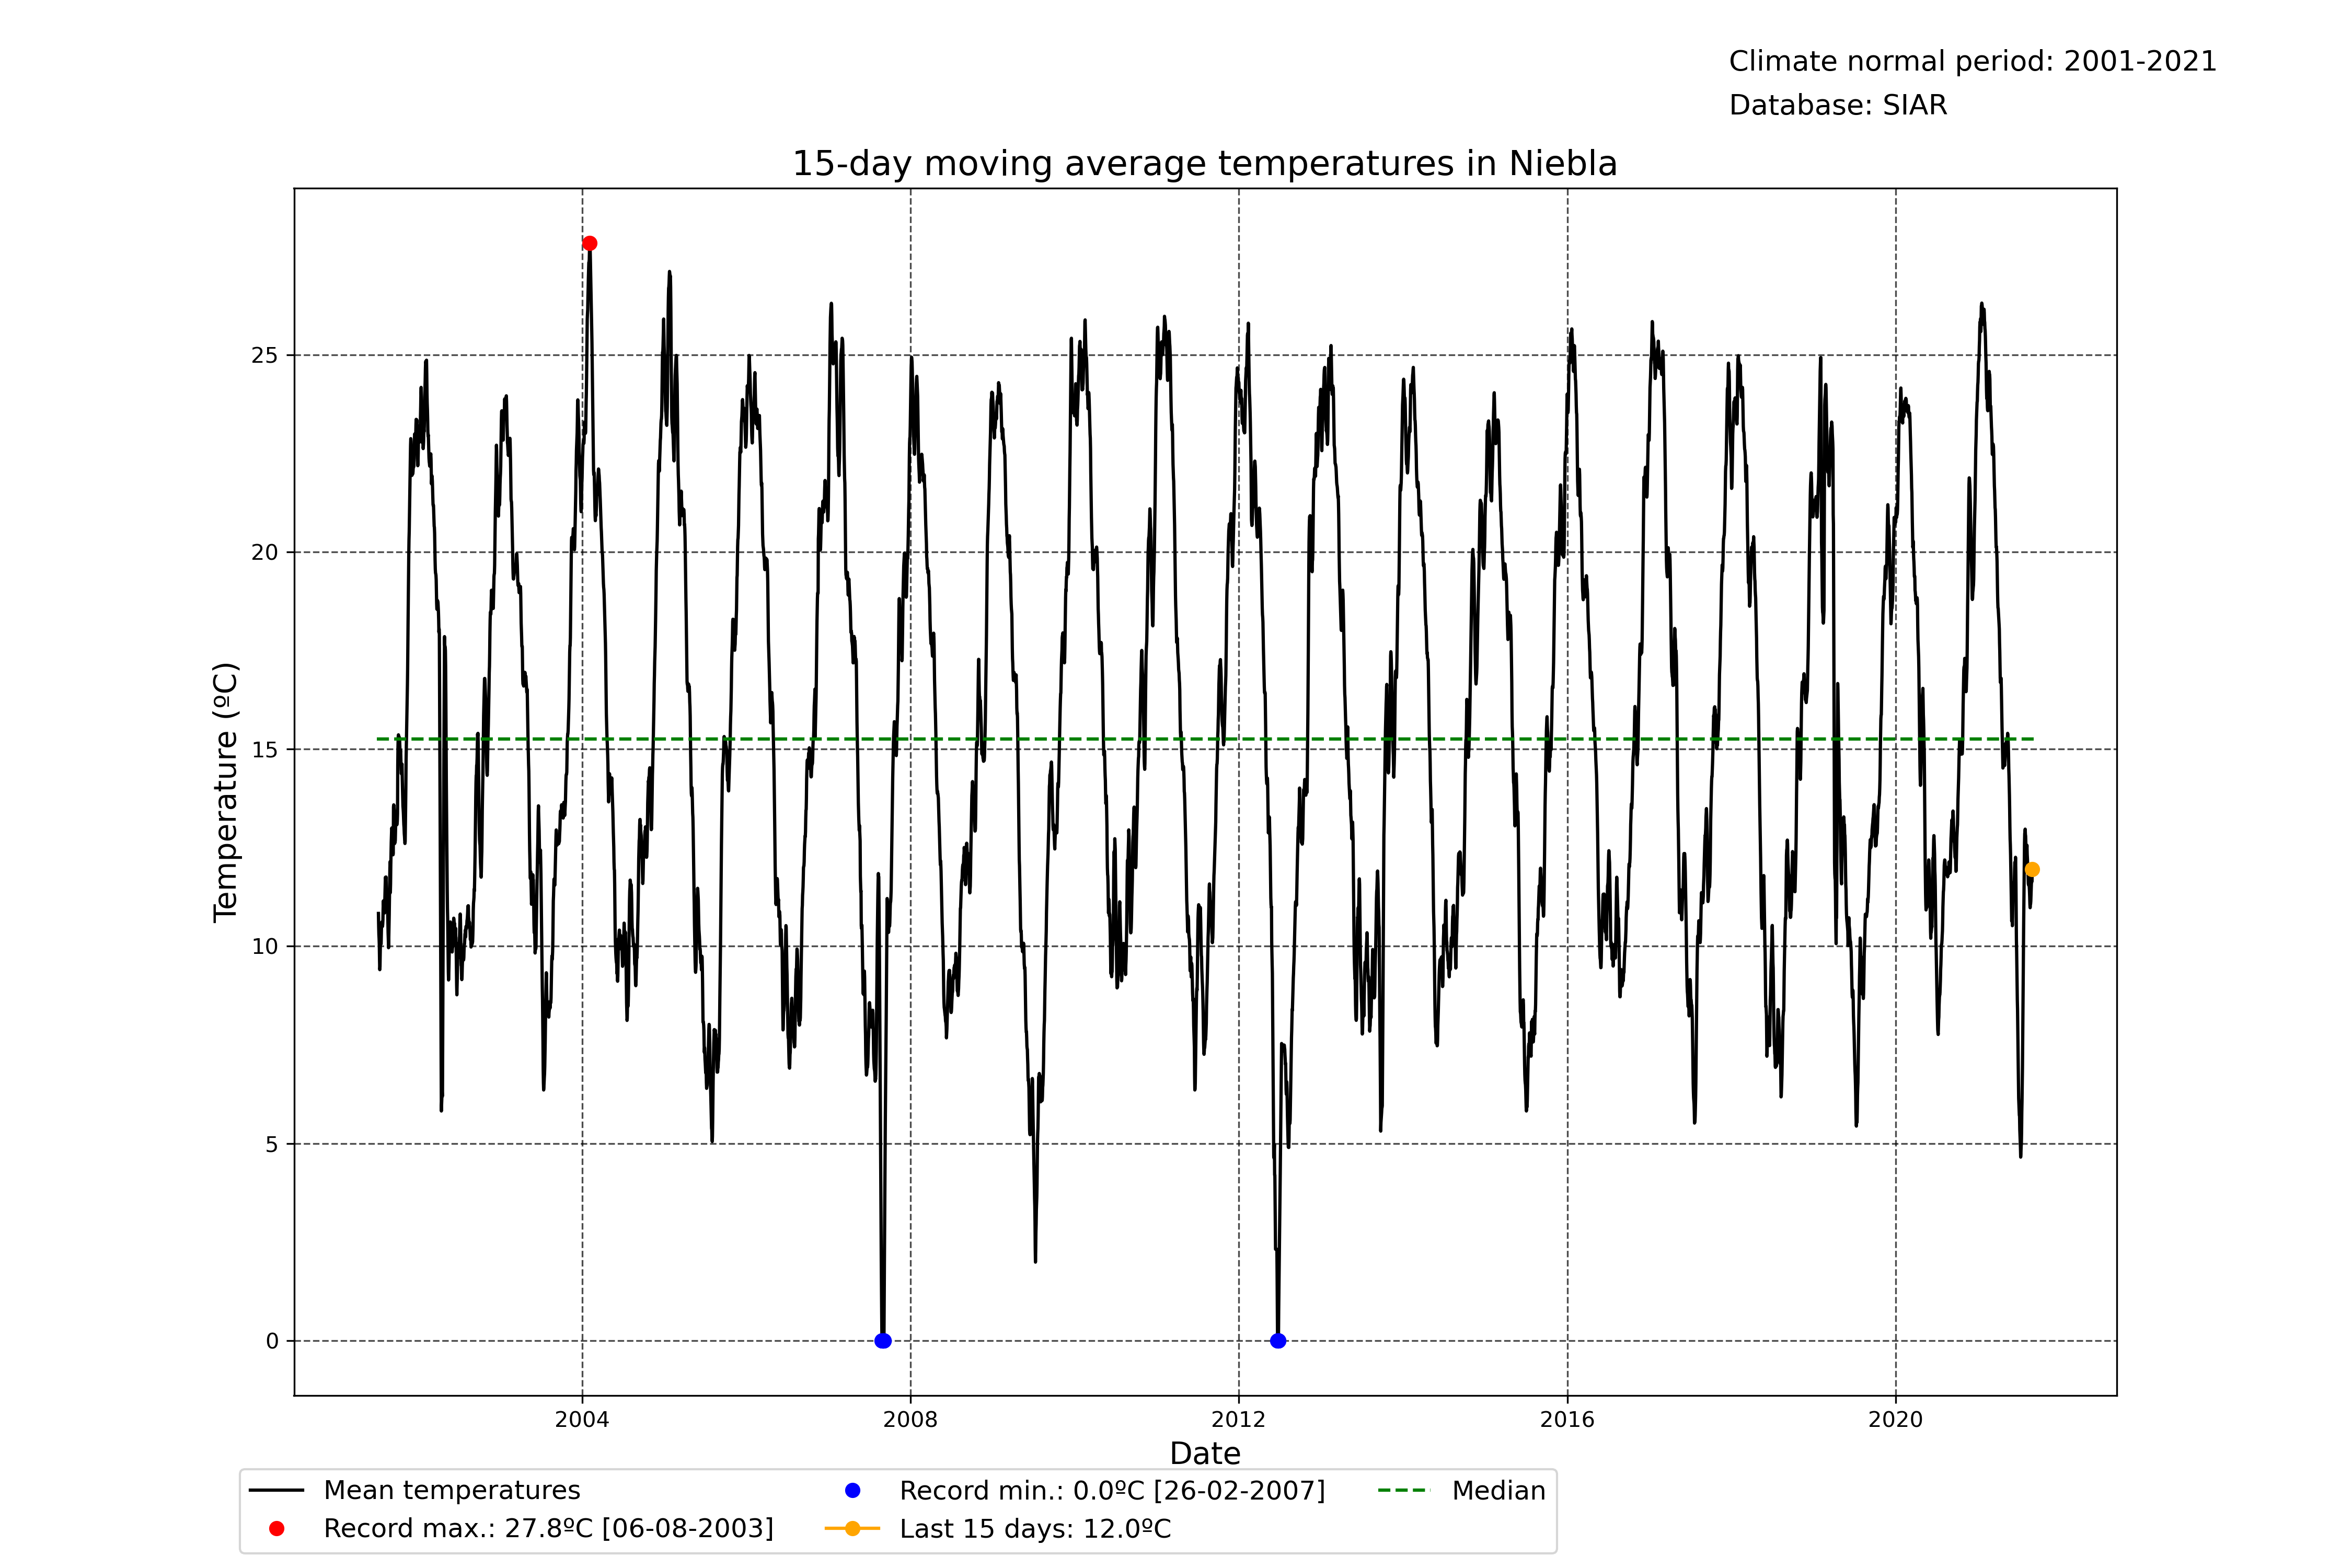 Climate normal period: 2001-2021
Database: SIAR
15-day moving average temperatures in Niebla
25
20
15
10
5
0
Temperature (ºC)
2004
2008
2012
2016
2020
Date
Mean temperatures
Record max.: 27.8ºC [06-08-2003]
Record min.: 0.0ºC [26-02-2007]
Last 15 days: 12.0ºC
Median